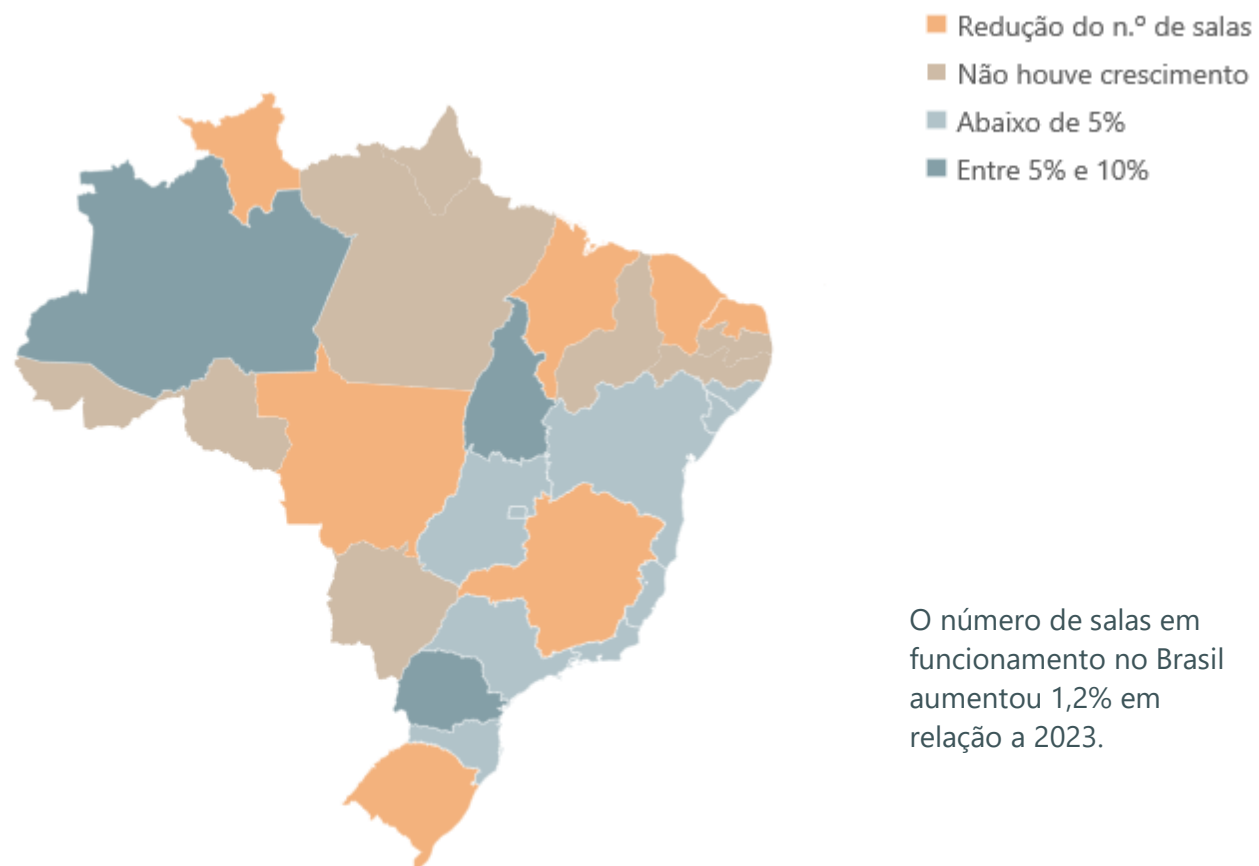 Redução do n.º de salas
Não houve crescimento
Abaixo de 5%
Entre 5% e 10%
O número de salas em
funcionamento no Brasil
aumentou 1,2% em
relação a 2023.